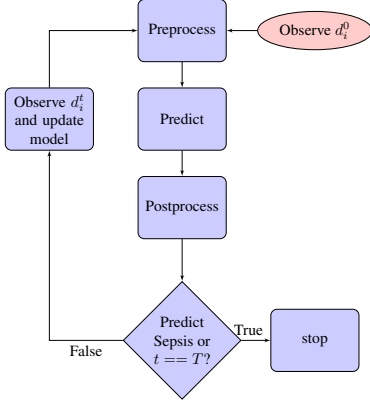 Preprocess
Observe $d_i^0$
Observe $d_i^t$
and update
model
Predict
Postprocess
Predict
Sepsis or
$t == T$?
True
stop
False